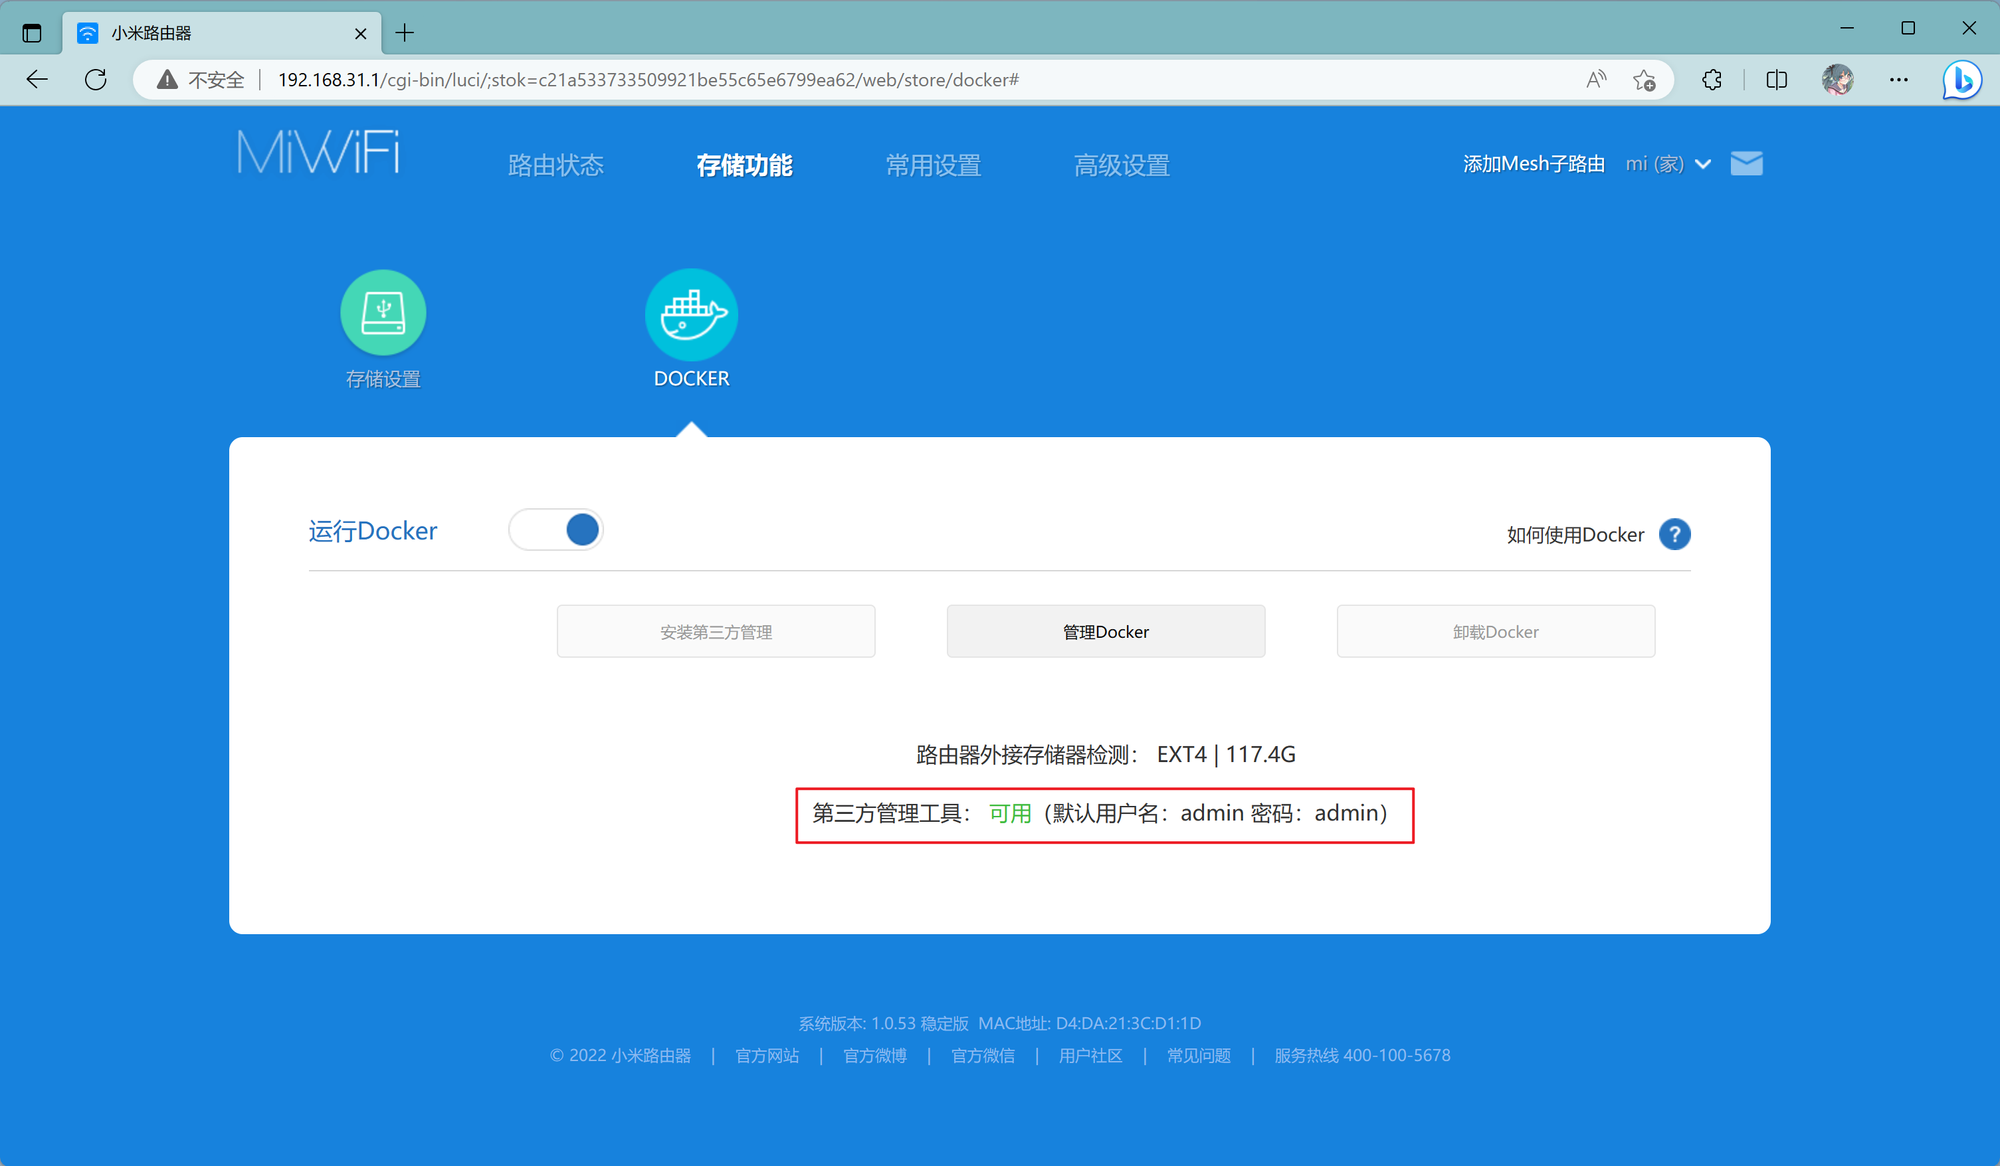 小米路由器
不安全 192.168.31.1/cgi-bin/luci/;stok=c21a533733509921be55c65e6799ea62/web/store/docker#
MiWiFi 路由状态 存储功能 常用设置 高级设置 添加Mesh子路由 mi (家)
存储设置 DOCKER
运行Docker 如何使用Docker ?
安装第三方管理 管理Docker 卸载Docker
路由器外接存储器检测： EXT4 | 117.4G
第三方管理工具： 可用（默认用户名：admin 密码：admin）
系统版本: 1.0.53 稳定版 MAC地址: D4:DA:21:3C:D1:1D
© 2022 小米路由器 | 官方网站 | 官方微博 | 官方微信 | 用户社区 | 常见问题 | 服务热线 400-100-5678